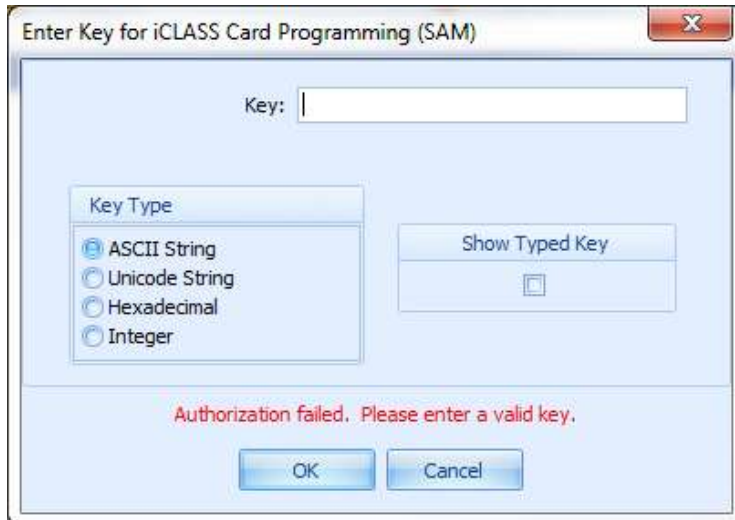 Enter Key for iCLASS Card Programming (SAM)
Key:
Key Type
ASCII String
Unicode String
Hexadecimal
Integer
Show Typed Key
Authorization failed. Please enter a valid key.
OK
Cancel